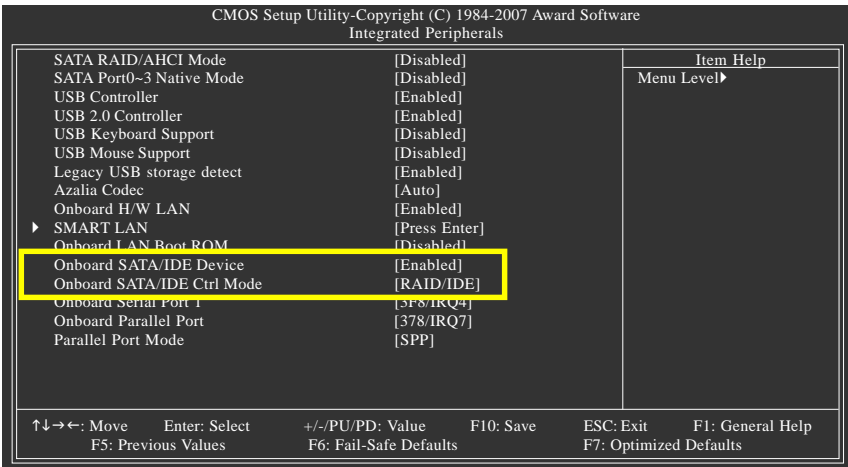 CMOS Setup Utility-Copyright (C) 1984-2007 Award Software
Integrated Peripherals
SATA RAID/AHCI Mode [Disabled]
SATA Port0~3 Native Mode [Disabled]
USB Controller [Enabled]
USB 2.0 Controller [Enabled]
USB Keyboard Support [Disabled]
USB Mouse Support [Disabled]
Legacy USB storage detect [Enabled]
Azalia Codec [Auto]
Onboard H/W LAN [Enabled]
SMART LAN [Press Enter]
Onboard LAN Boot ROM [Disabled]
Onboard SATA/IDE Device [Enabled]
Onboard SATA/IDE Ctrl Mode [RAID/IDE]
Onboard Serial Port 1 [3F8/IRQ4]
Onboard Parallel Port [378/IRQ7]
Parallel Port Mode [SPP]
Item Help
Menu Level
↑↓→←: Move Enter: Select +/-/PU/PD: Value F10: Save ESC: Exit F1: General Help
F5: Previous Values F6: Fail-Safe Defaults F7: Optimized Defaults